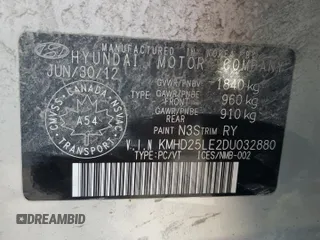 MANUFACTURED IN KOREA BY
HYUNDAI MOTOR COMPANY
JUN/30/12
GVWR/PNBV 1840 kg
GAWR/PNBE FRONT 960 kg
GAWR/PNBE REAR 910 kg
CMVSS · CANADA · NSVAC
TRANSPORT
A54
PAINT N3S TRIM RY
V.I.N KMHD25LE2DU032880
TYPE:PC/VT ICES/NMB-002
DREAMBID